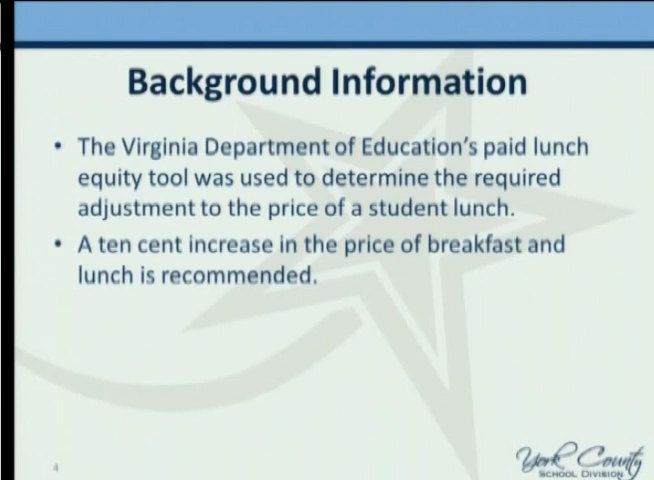 Background Information
• The Virginia Department of Education's paid lunch
equity tool was used to determine the required
adjustment to the price of a student lunch.
• A ten cent increase in the price of breakfast and
lunch is recommended.
4
York County
SCHOOL DIVISION